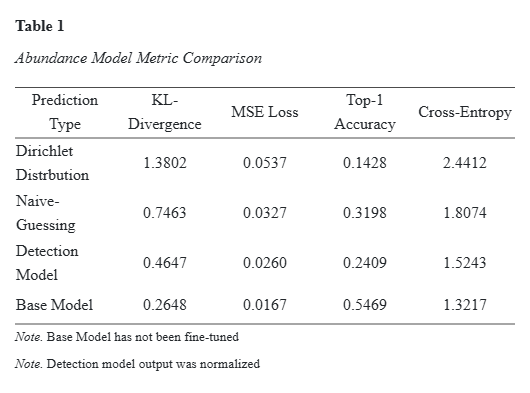 Table 1
Abundance Model Metric Comparison
Prediction Type KL-Divergence MSE Loss Top-1 Accuracy Cross-Entropy
Dirichlet Distrbution 1.3802 0.0537 0.1428 2.4412
Naive-Guessing 0.7463 0.0327 0.3198 1.8074
Detection Model 0.4647 0.0260 0.2409 1.5243
Base Model 0.2648 0.0167 0.5469 1.3217
Note. Base Model has not been fine-tuned
Note. Detection model output was normalized